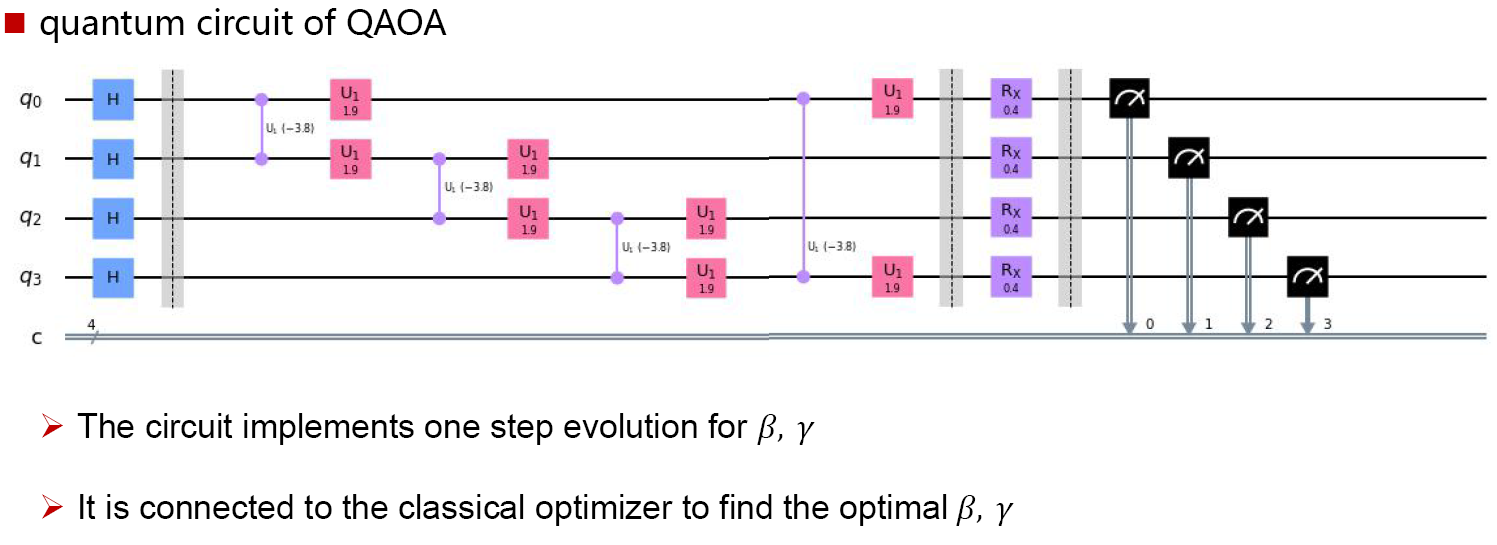 quantum circuit of QAOA
q0 H U1 1.9 U1 1.9 RX 0.4
U1 (−3.8)
q1 H U1 1.9 U1 1.9 RX 0.4
U1 (−3.8)
q2 H U1 1.9 U1 1.9 RX 0.4
U1 (−3.8) U1 (−3.8)
q3 H U1 1.9 U1 1.9 RX 0.4
4 0 1 2 3
c
The circuit implements one step evolution for β, γ
It is connected to the classical optimizer to find the optimal β, γ